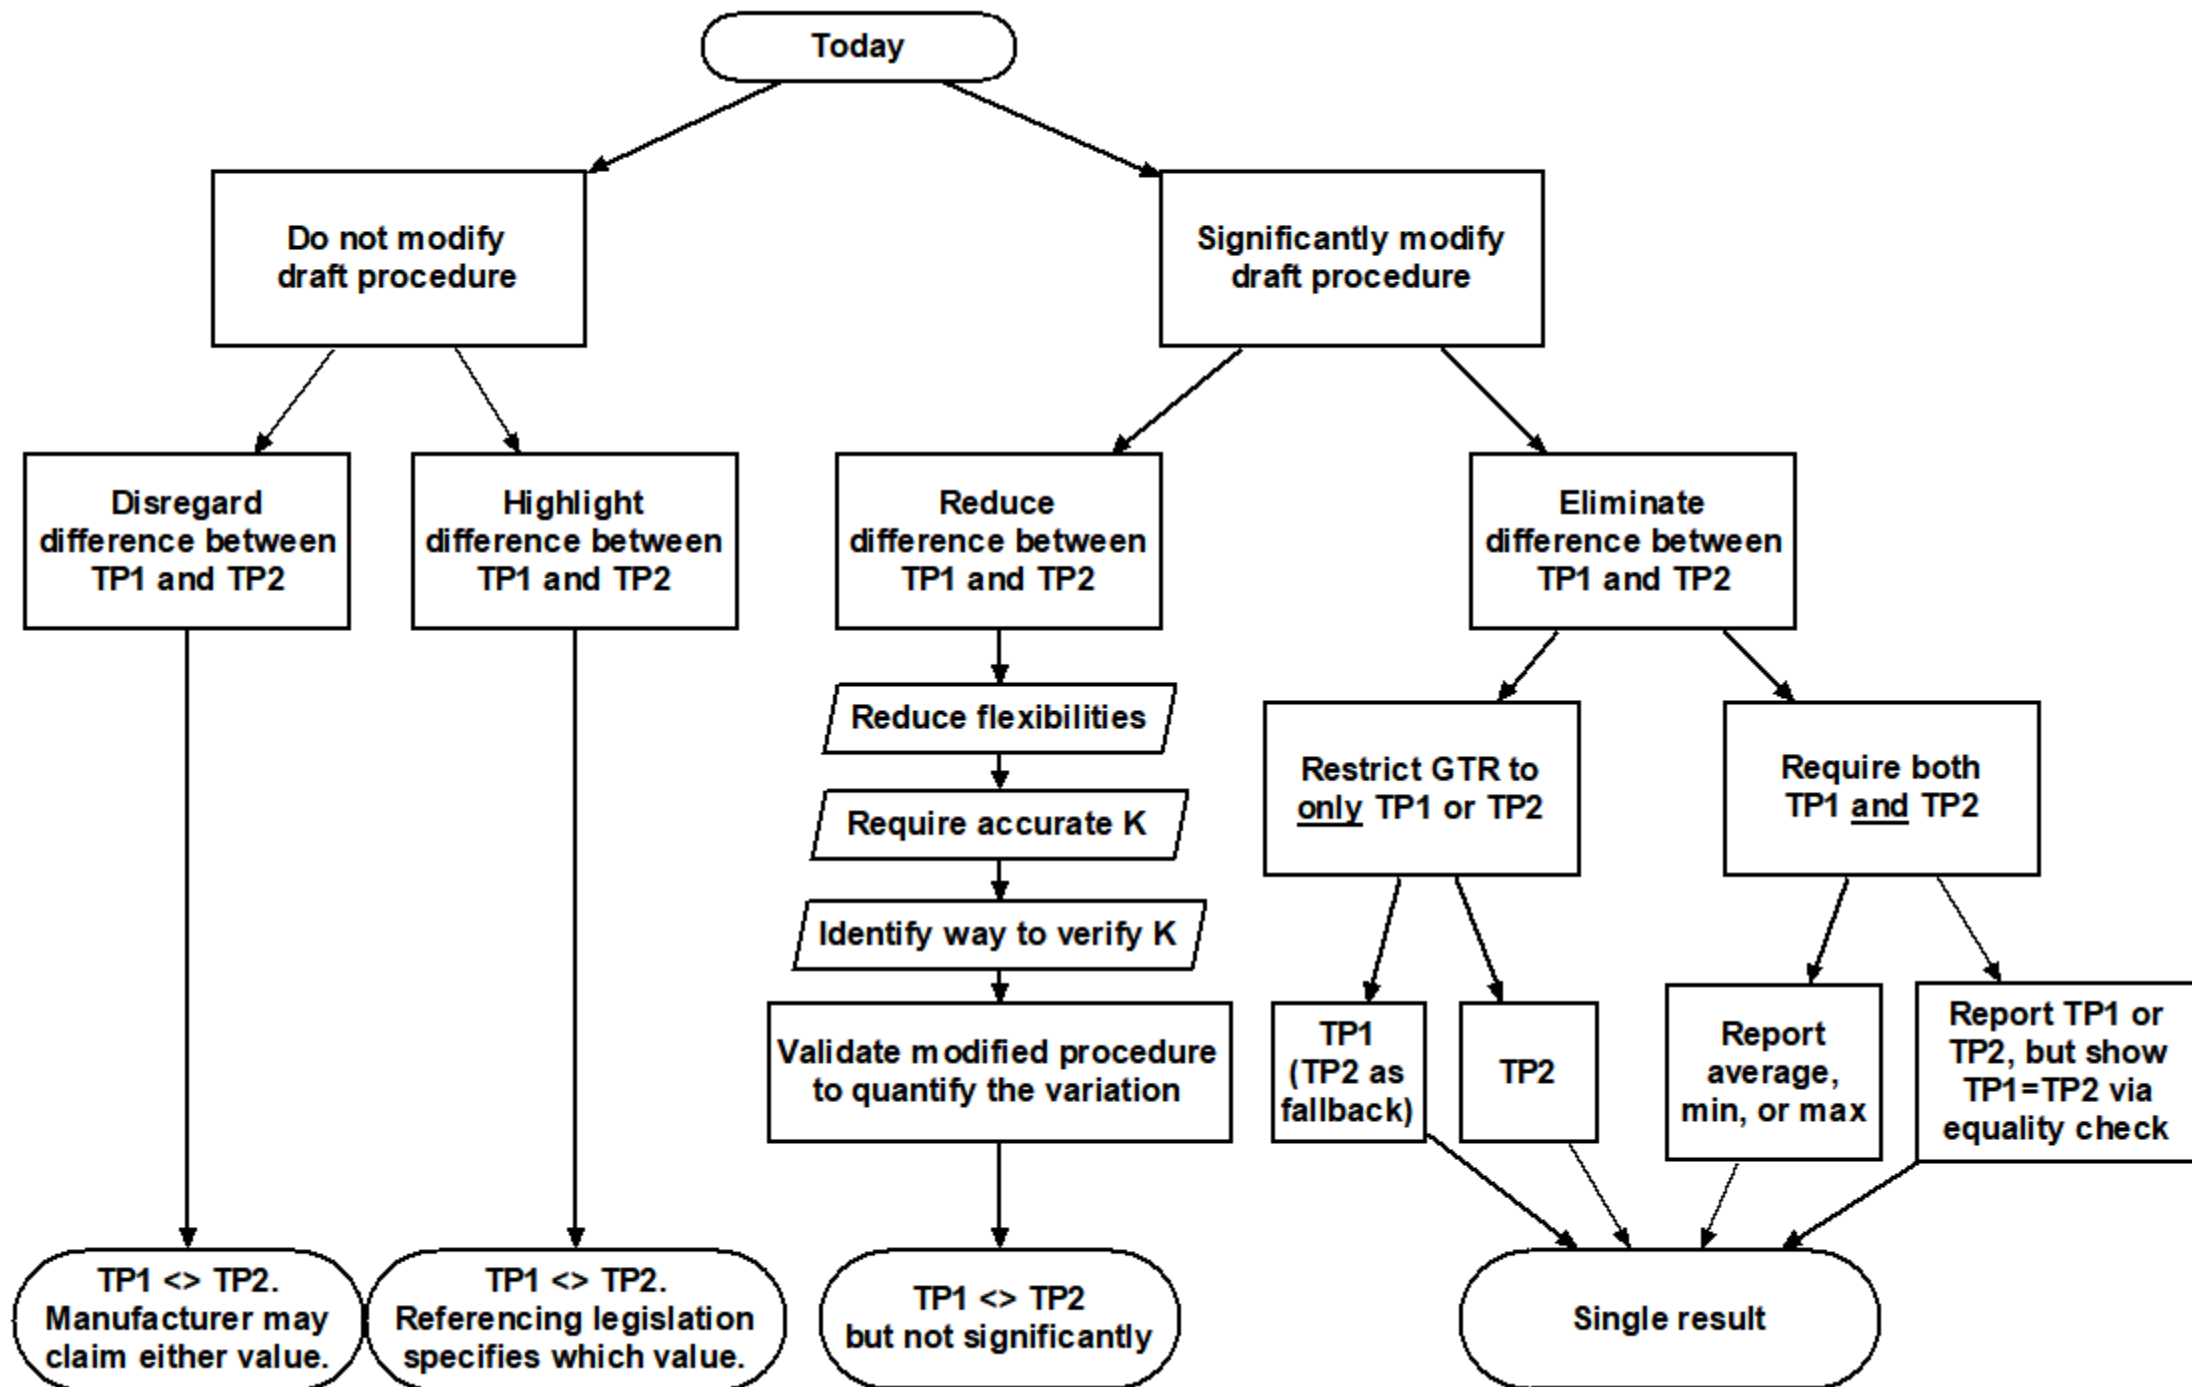 Today
Do not modify
draft procedure
Significantly modify
draft procedure
Disregard
difference between
TP1 and TP2
Highlight
difference between
TP1 and TP2
Reduce
difference between
TP1 and TP2
Eliminate
difference between
TP1 and TP2
Reduce flexibilities
Require accurate K
Identify way to verify K
Validate modified procedure
to quantify the variation
Restrict GTR to
only TP1 or TP2
Require both
TP1 and TP2
TP1
(TP2 as
fallback)
TP2
Report
average,
min, or max
Report TP1 or
TP2, but show
TP1=TP2 via
equality check
TP1 <> TP2.
Manufacturer may
claim either value.
TP1 <> TP2.
Referencing legislation
specifies which value.
TP1 <> TP2
but not significantly
Single result